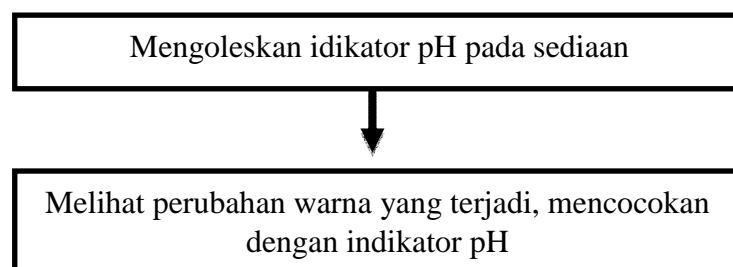 Mengoleskan idikator pH pada sediaan
Melihat perubahan warna yang terjadi, mencocokan
dengan indikator pH